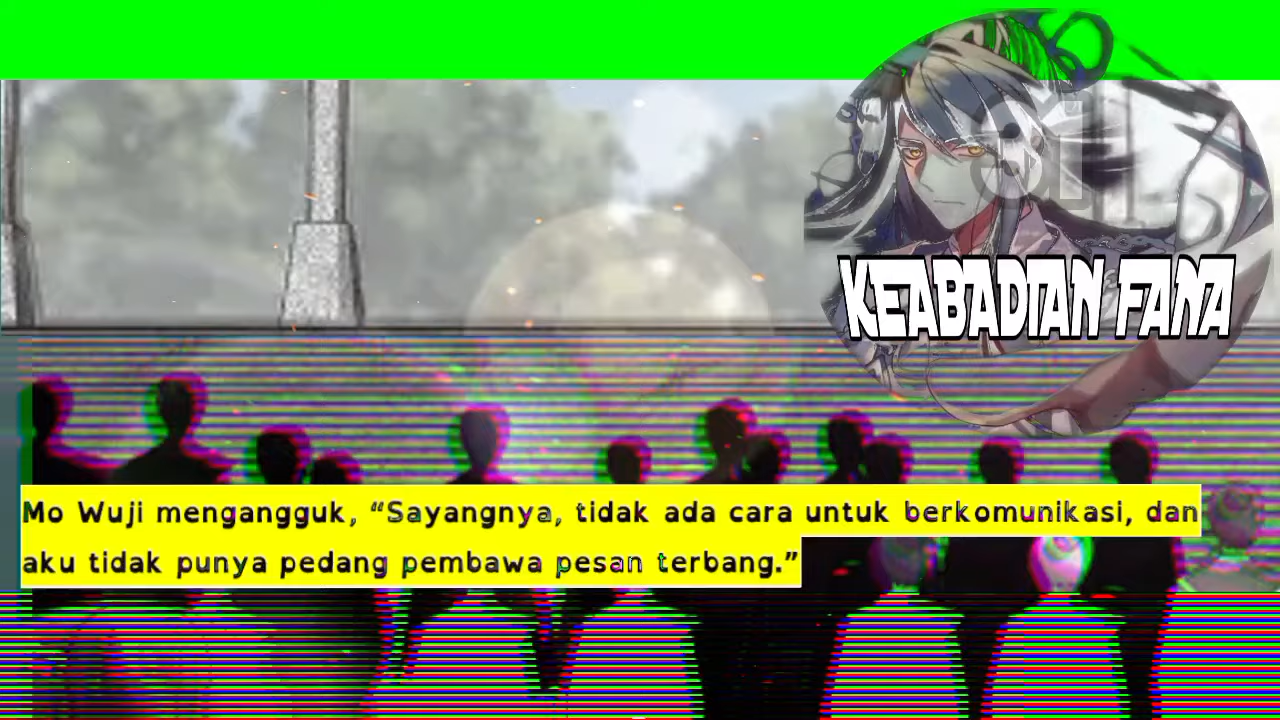 KEABADIAN FANA
Mo Wuji mengangguk, “Sayangnya, tidak ada cara untuk berkomunikasi, dan
aku tidak punya pedang pembawa pesan terbang.”